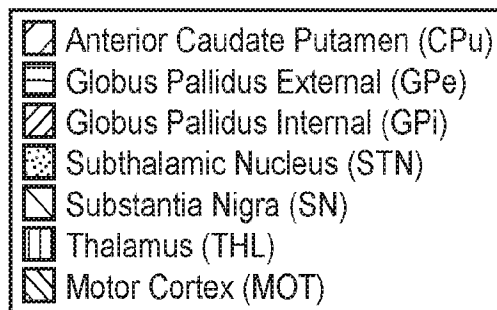 Anterior Caudate Putamen (CPu)
Globus Pallidus External (GPe)
Globus Pallidus Internal (GPi)
Subthalamic Nucleus (STN)
Substantia Nigra (SN)
Thalamus (THL)
Motor Cortex (MOT)